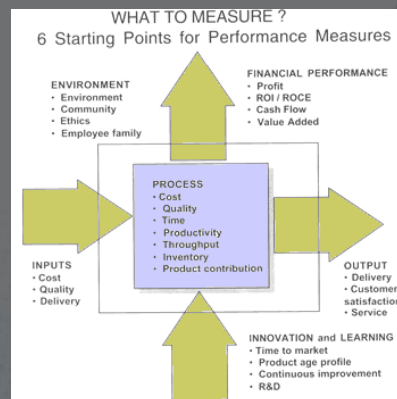 WHAT TO MEASURE ?
6 Starting Points for Performance Measures
ENVIRONMENT
• Environment
• Community
• Ethics
• Employee family
FINANCIAL PERFORMANCE
• Profit
• ROI / ROCE
• Cash Flow
• Value Added
PROCESS
• Cost
• Quality
• Time
• Productivity
• Throughput
• Inventory
• Product contribution
INPUTS
• Cost
• Quality
• Delivery
OUTPUT
• Delivery
• Customer
satisfaction
• Service
INNOVATION and LEARNING
• Time to market
• Product age profile
• Continuous improvement
• R&D